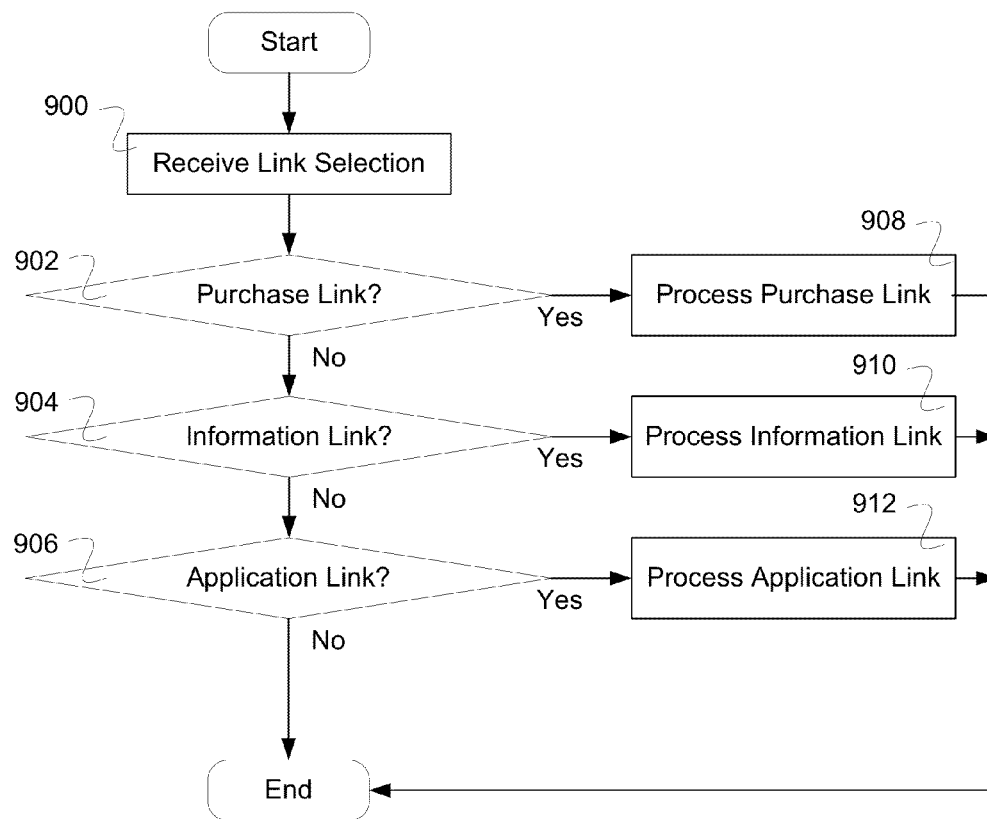 Start
900
Receive Link Selection
902
Purchase Link?
Yes
908
Process Purchase Link
No
904
Information Link?
Yes
910
Process Information Link
No
906
Application Link?
Yes
912
Process Application Link
No
End